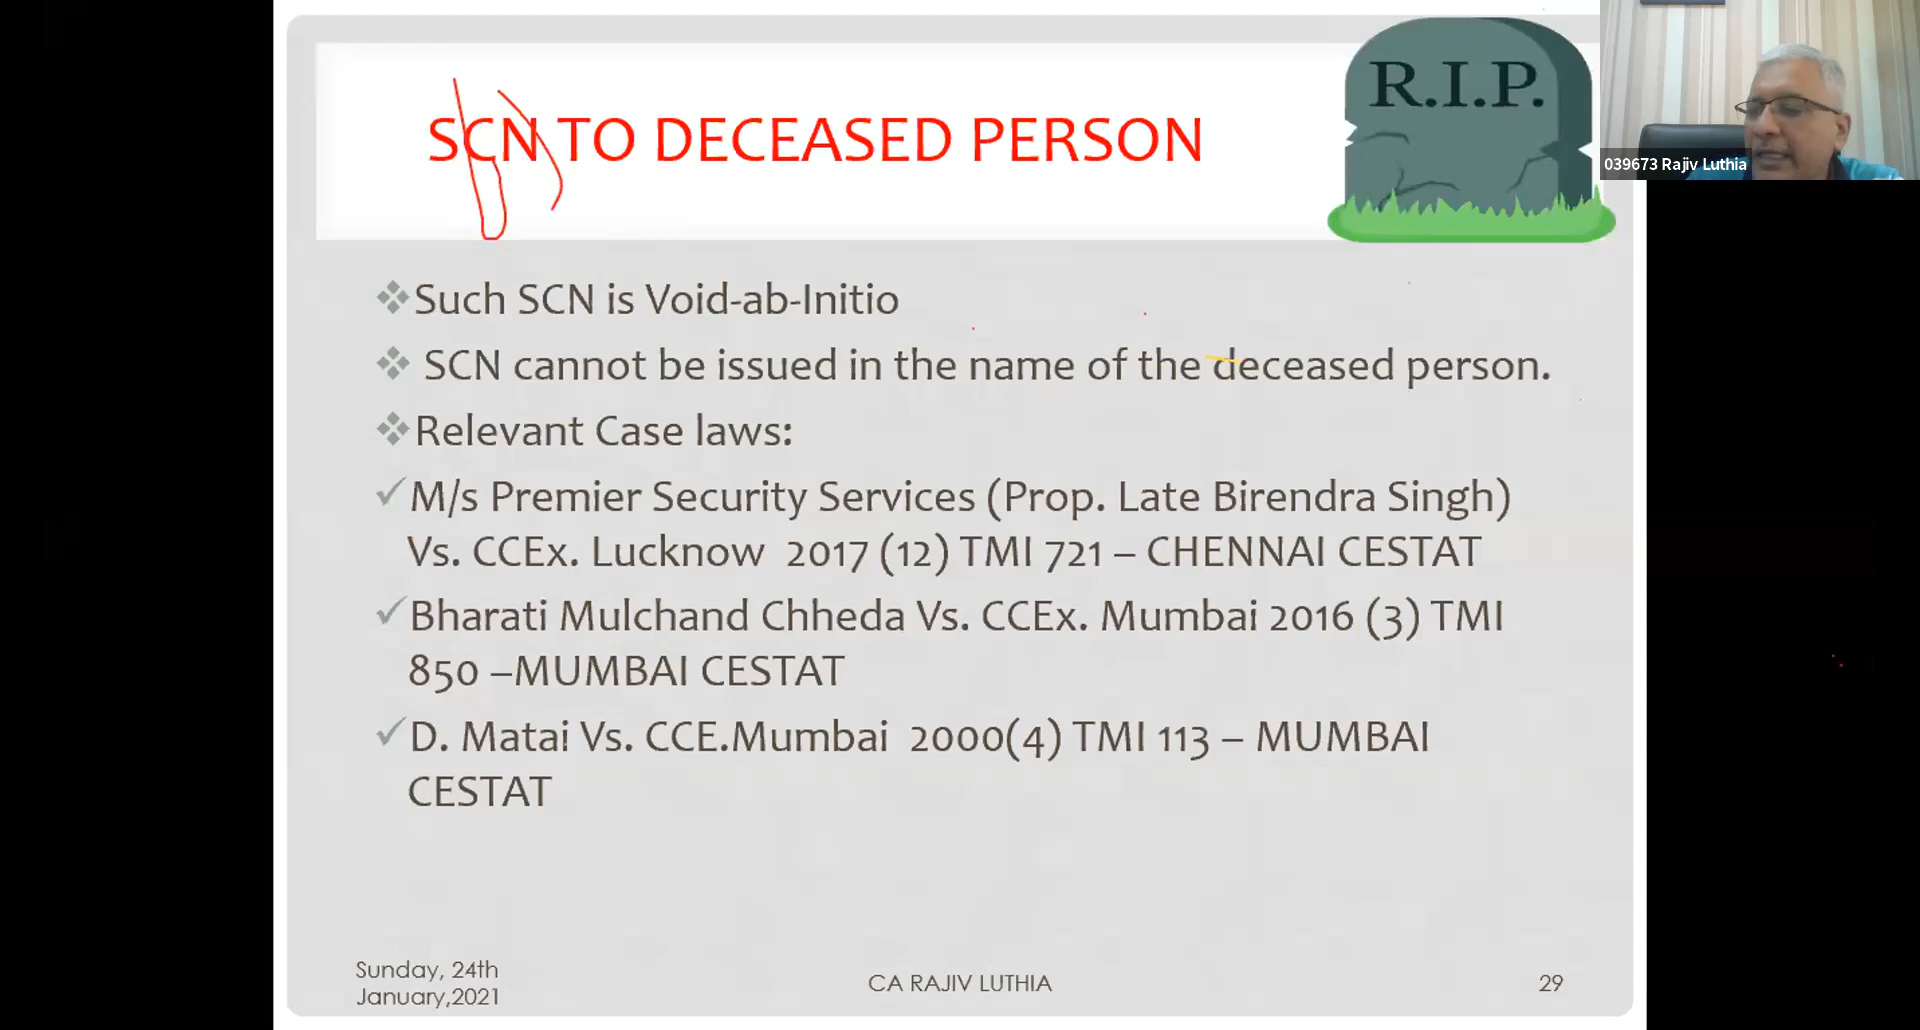 R.I.P.
039673 Rajiv Luthia
SCN TO DECEASED PERSON
Such SCN is Void-ab-Initio
SCN cannot be issued in the name of the deceased person.
Relevant Case laws:
M/s Premier Security Services (Prop. Late Birendra Singh)
Vs. CCEx. Lucknow 2017 (12) TMI 721 – CHENNAI CESTAT
Bharati Mulchand Chheda Vs. CCEx. Mumbai 2016 (3) TMI
850 –MUMBAI CESTAT
D. Matai Vs. CCE.Mumbai 2000(4) TMI 113 – MUMBAI
CESTAT
Sunday, 24th
January,2021
CA RAJIV LUTHIA
29